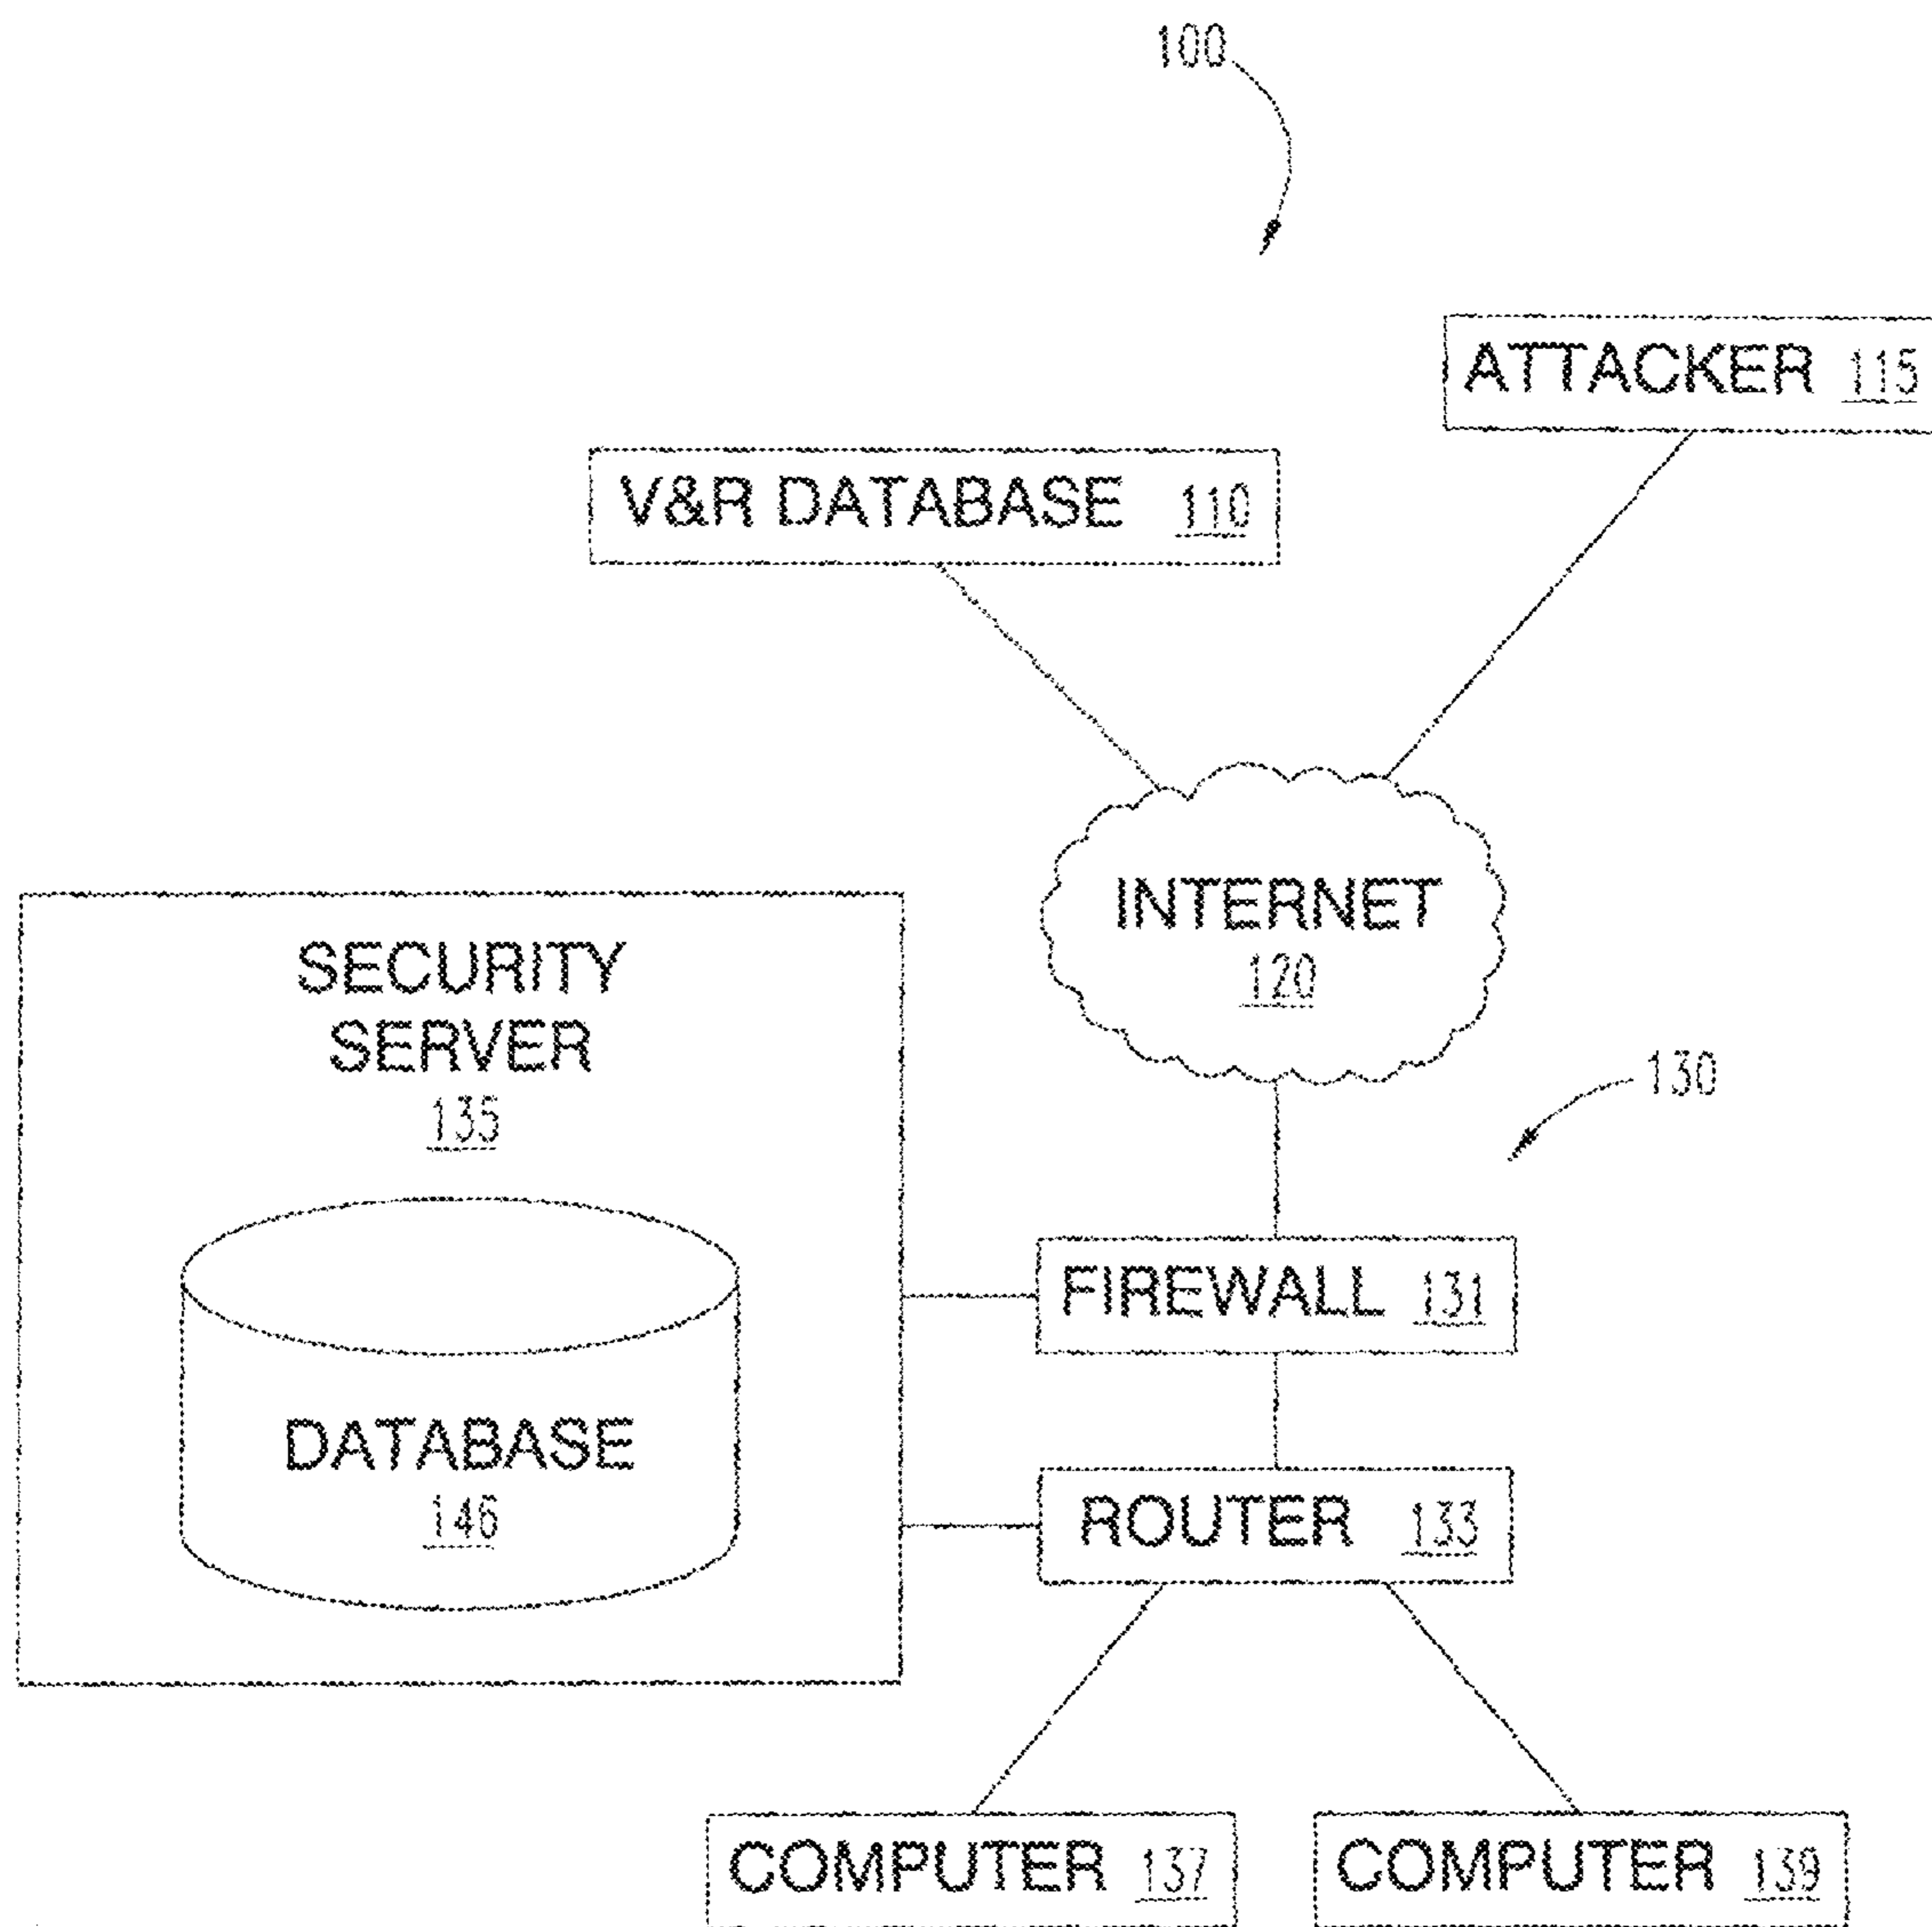 100
ATTACKER 115
V&R DATABASE 110
INTERNET
120
SECURITY
SERVER
135
130
FIREWALL 131
DATABASE
146
ROUTER 133
COMPUTER 137
COMPUTER 139